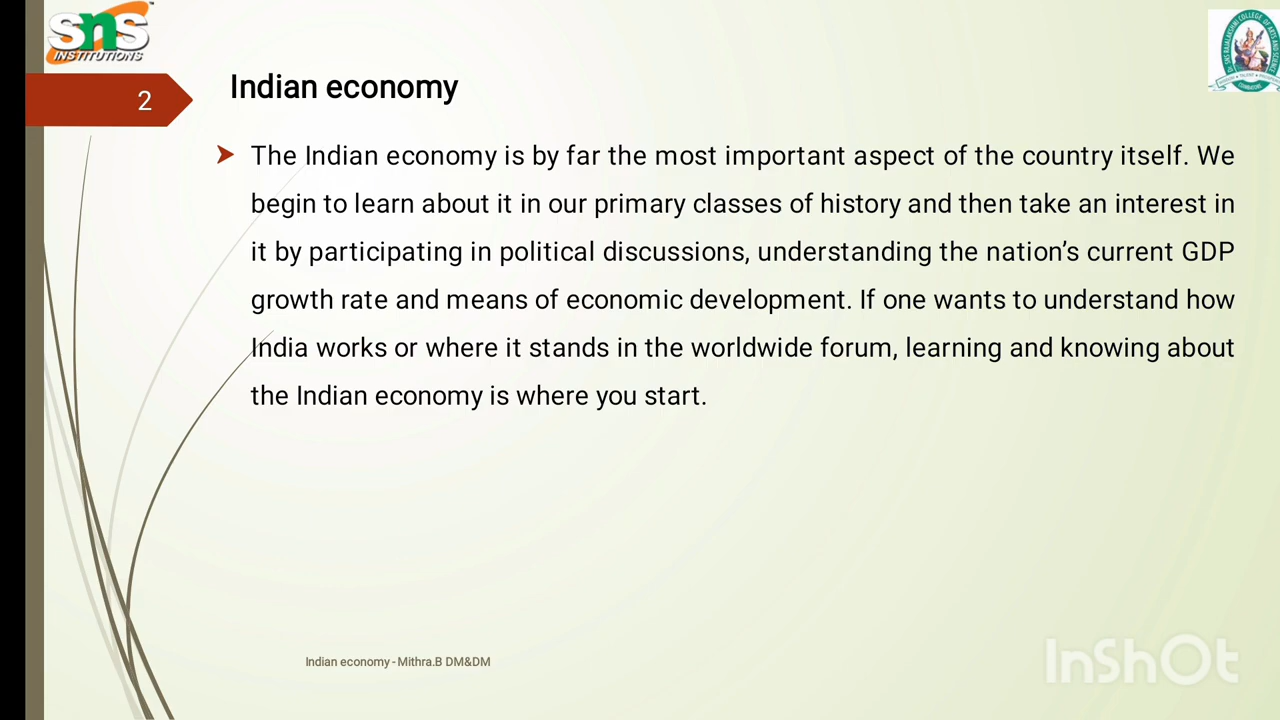 SnS
INSTITUTIONS
2
Indian economy
The Indian economy is by far the most important aspect of the country itself. We
begin to learn about it in our primary classes of history and then take an interest in
it by participating in political discussions, understanding the nation’s current GDP
growth rate and means of economic development. If one wants to understand how
India works or where it stands in the worldwide forum, learning and knowing about
the Indian economy is where you start.
Indian economy - Mithra.B DM&DM
InShOt